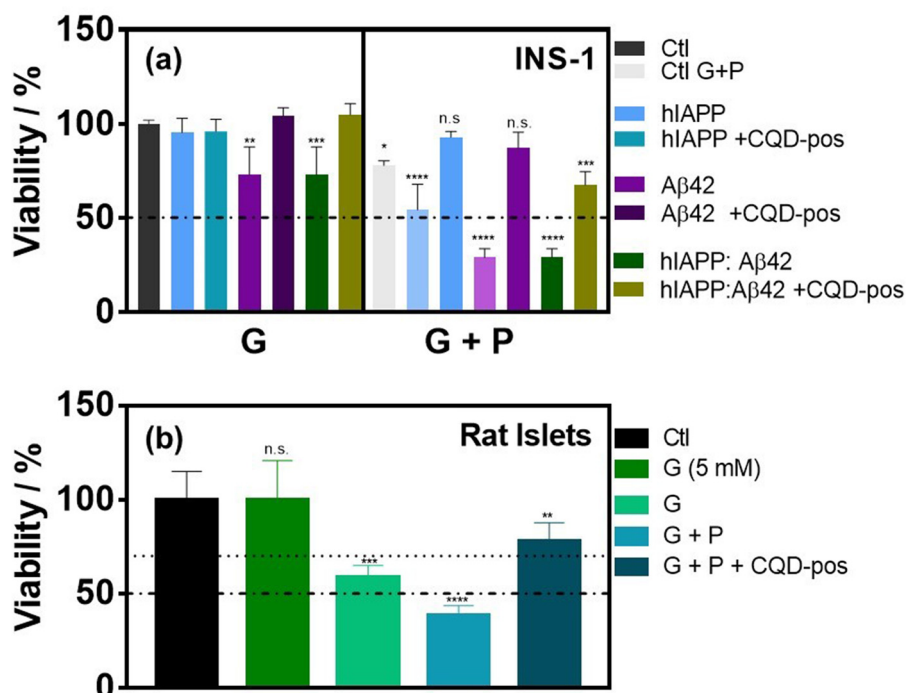 150
(a)
INS-1
Viability / %
100
50
0
**
***
*
****
n.s
****
n.s.
****
***
G
G + P
Ctl
Ctl G+P
hIAPP
hIAPP +CQD-pos
Aβ42
Aβ42 +CQD-pos
hIAPP: Aβ42
hIAPP:Aβ42 +CQD-pos
150
(b)
Rat Islets
Viability / %
100
50
0
n.s.
***
****
**
Ctl
G (5 mM)
G
G + P
G + P + CQD-pos